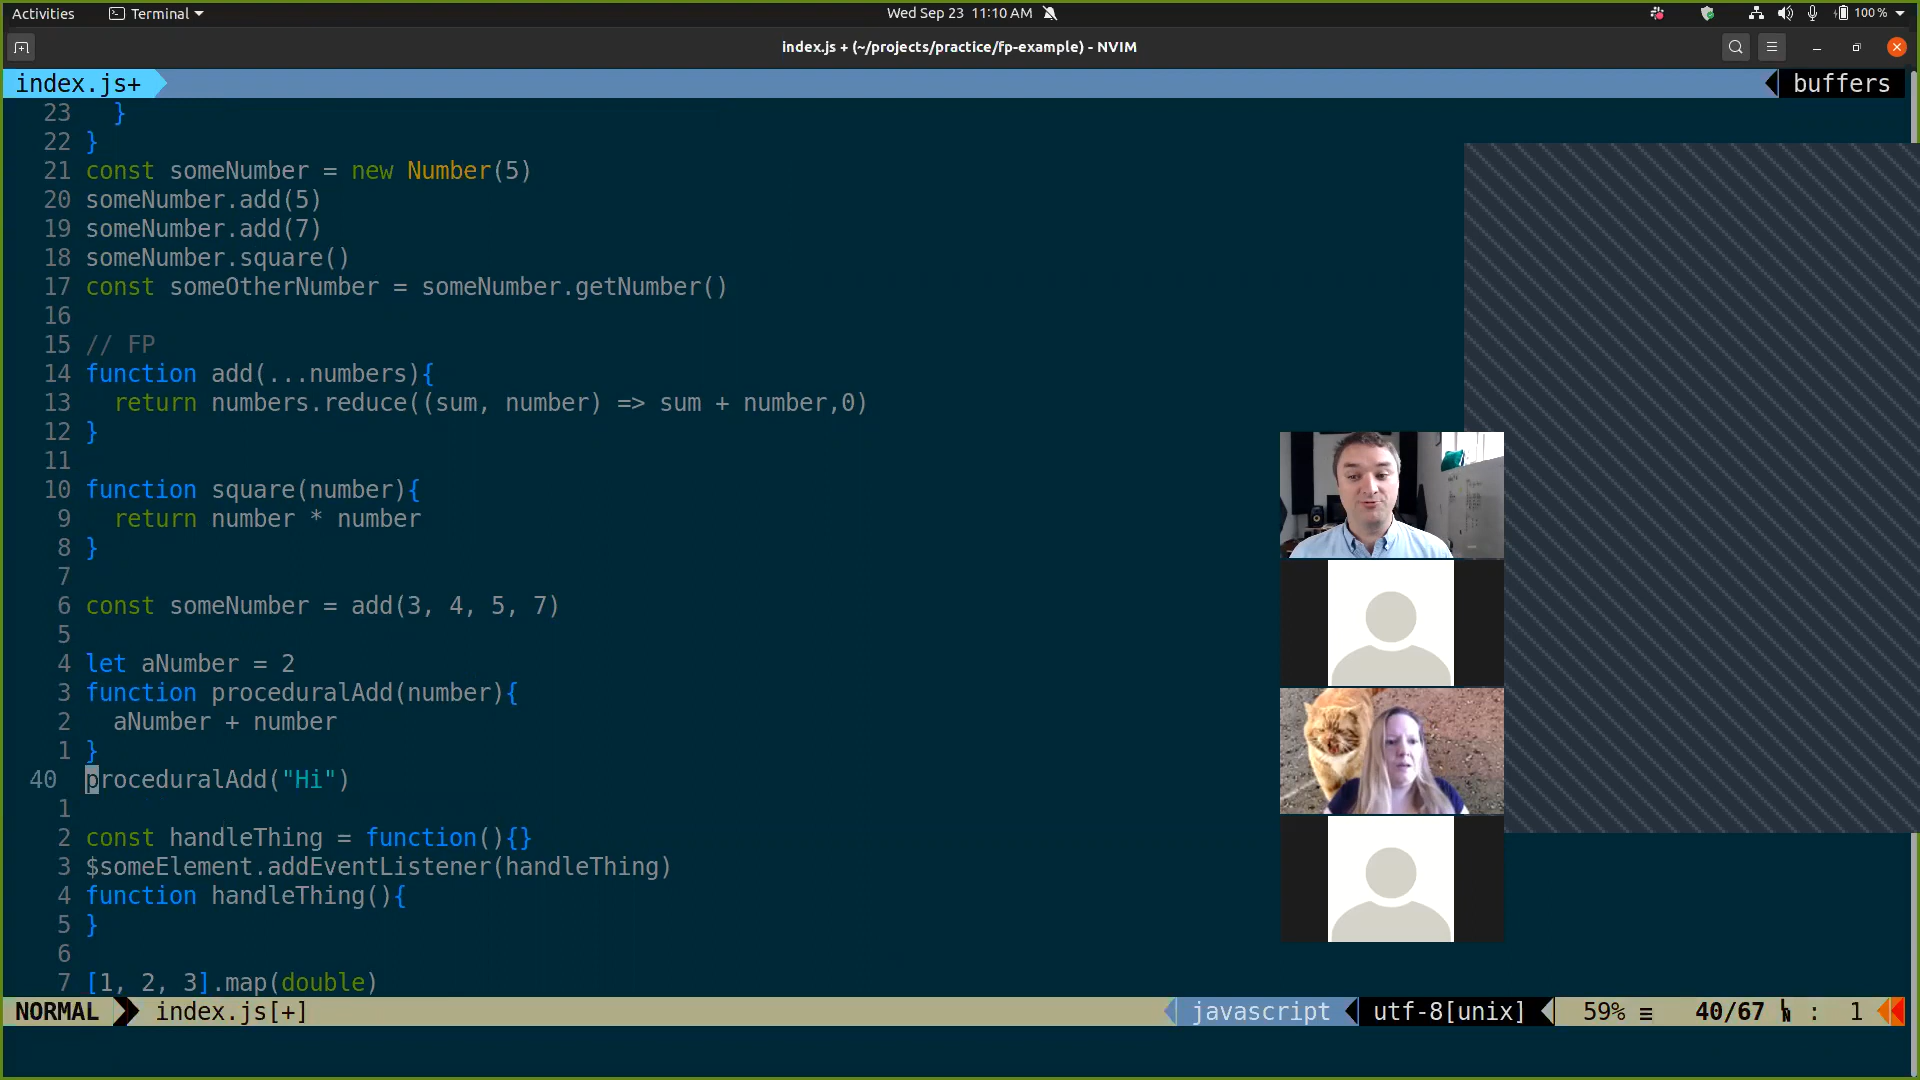 Activities Terminal Wed Sep 23 11:10 AM 100 %
index.js + (~/projects/practice/fp-example) - NVIM
index.js+ buffers
23 }
22 }
21 const someNumber = new Number(5)
20 someNumber.add(5)
19 someNumber.add(7)
18 someNumber.square()
17 const someOtherNumber = someNumber.getNumber()
16
15 // FP
14 function add(...numbers){
13 return numbers.reduce((sum, number) => sum + number,0)
12 }
11
10 function square(number){
9 return number * number
8 }
7
6 const someNumber = add(3, 4, 5, 7)
5
4 let aNumber = 2
3 function proceduralAdd(number){
2 aNumber + number
1 }
40 proceduralAdd("Hi")
1
2 const handleThing = function(){}
3 $someElement.addEventListener(handleThing)
4 function handleThing(){
5 }
6
7 [1, 2, 3].map(double)
NORMAL index.js[+] javascript utf-8[unix] 59% ≡ 40/67 ㏑ : 1